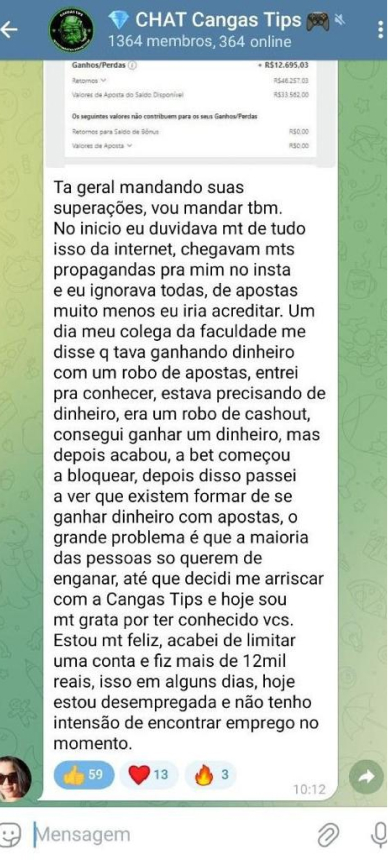 💎 CHAT Cangas Tips 🎮
1364 membros, 364 online
Ganhos/Perdas
+ R$12.695,03
Retornos
R$46.257,03
Valores de Aposta do Saldo Disponível
R$33.562,00
Os seguintes valores não contribuem para os seus Ganhos/Perdas
Retornos para Saldo de Bônus
R$0,00
Valores de Aposta
R$0,00
Ta geral mandando suas
superações, vou mandar tbm.
No inicio eu duvidava mt de tudo
isso da internet, chegavam mts
propagandas pra mim no insta
e eu ignorava todas, de apostas
muito menos eu iria acreditar. Um
dia meu colega da faculdade me
disse q tava ganhando dinheiro
com um robo de apostas, entrei
pra conhecer, estava precisando de
dinheiro, era um robo de cashout,
consegui ganhar um dinheiro, mas
depois acabou, a bet começou
a bloquear, depois disso passei
a ver que existem formar de se
ganhar dinheiro com apostas, o
grande problema é que a maioria
das pessoas so querem de
enganar, até que decidi me arriscar
com a Cangas Tips e hoje sou
mt grata por ter conhecido vcs.
Estou mt feliz, acabei de limitar
uma conta e fiz mais de 12mil
reais, isso em alguns dias, hoje
estou desempregada e não tenho
intensão de encontrar emprego no
momento.
👍 59 ❤️ 13 🔥 3
10:12
Mensagem